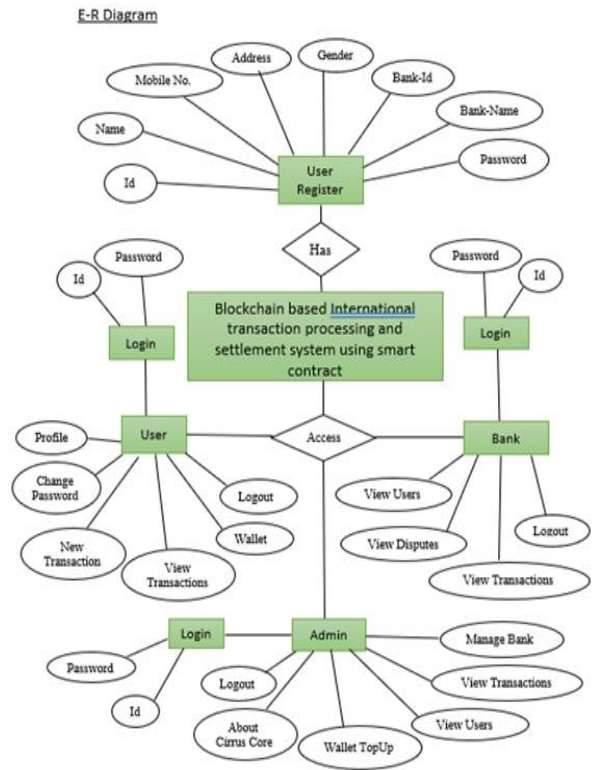 E-R Diagram
Gender
Address
Bank-Id
Mobile No.
Bank-Name
Name
Password
User
Register
Id
Has
Password
Password
Id
Id
Blockchain based International
transaction processing and
settlement system using smart
contract
Login
Login
User
Access
Bank
Profile
Change
Password
Logout
View Users
New
Transaction
Wallet
View Disputes
Logout
View
Transactions
View Transactions
Login
Admin
Manage Bank
Password
Logout
View Transactions
Id
About
Cirrus Core
Wallet TopUp
View Users